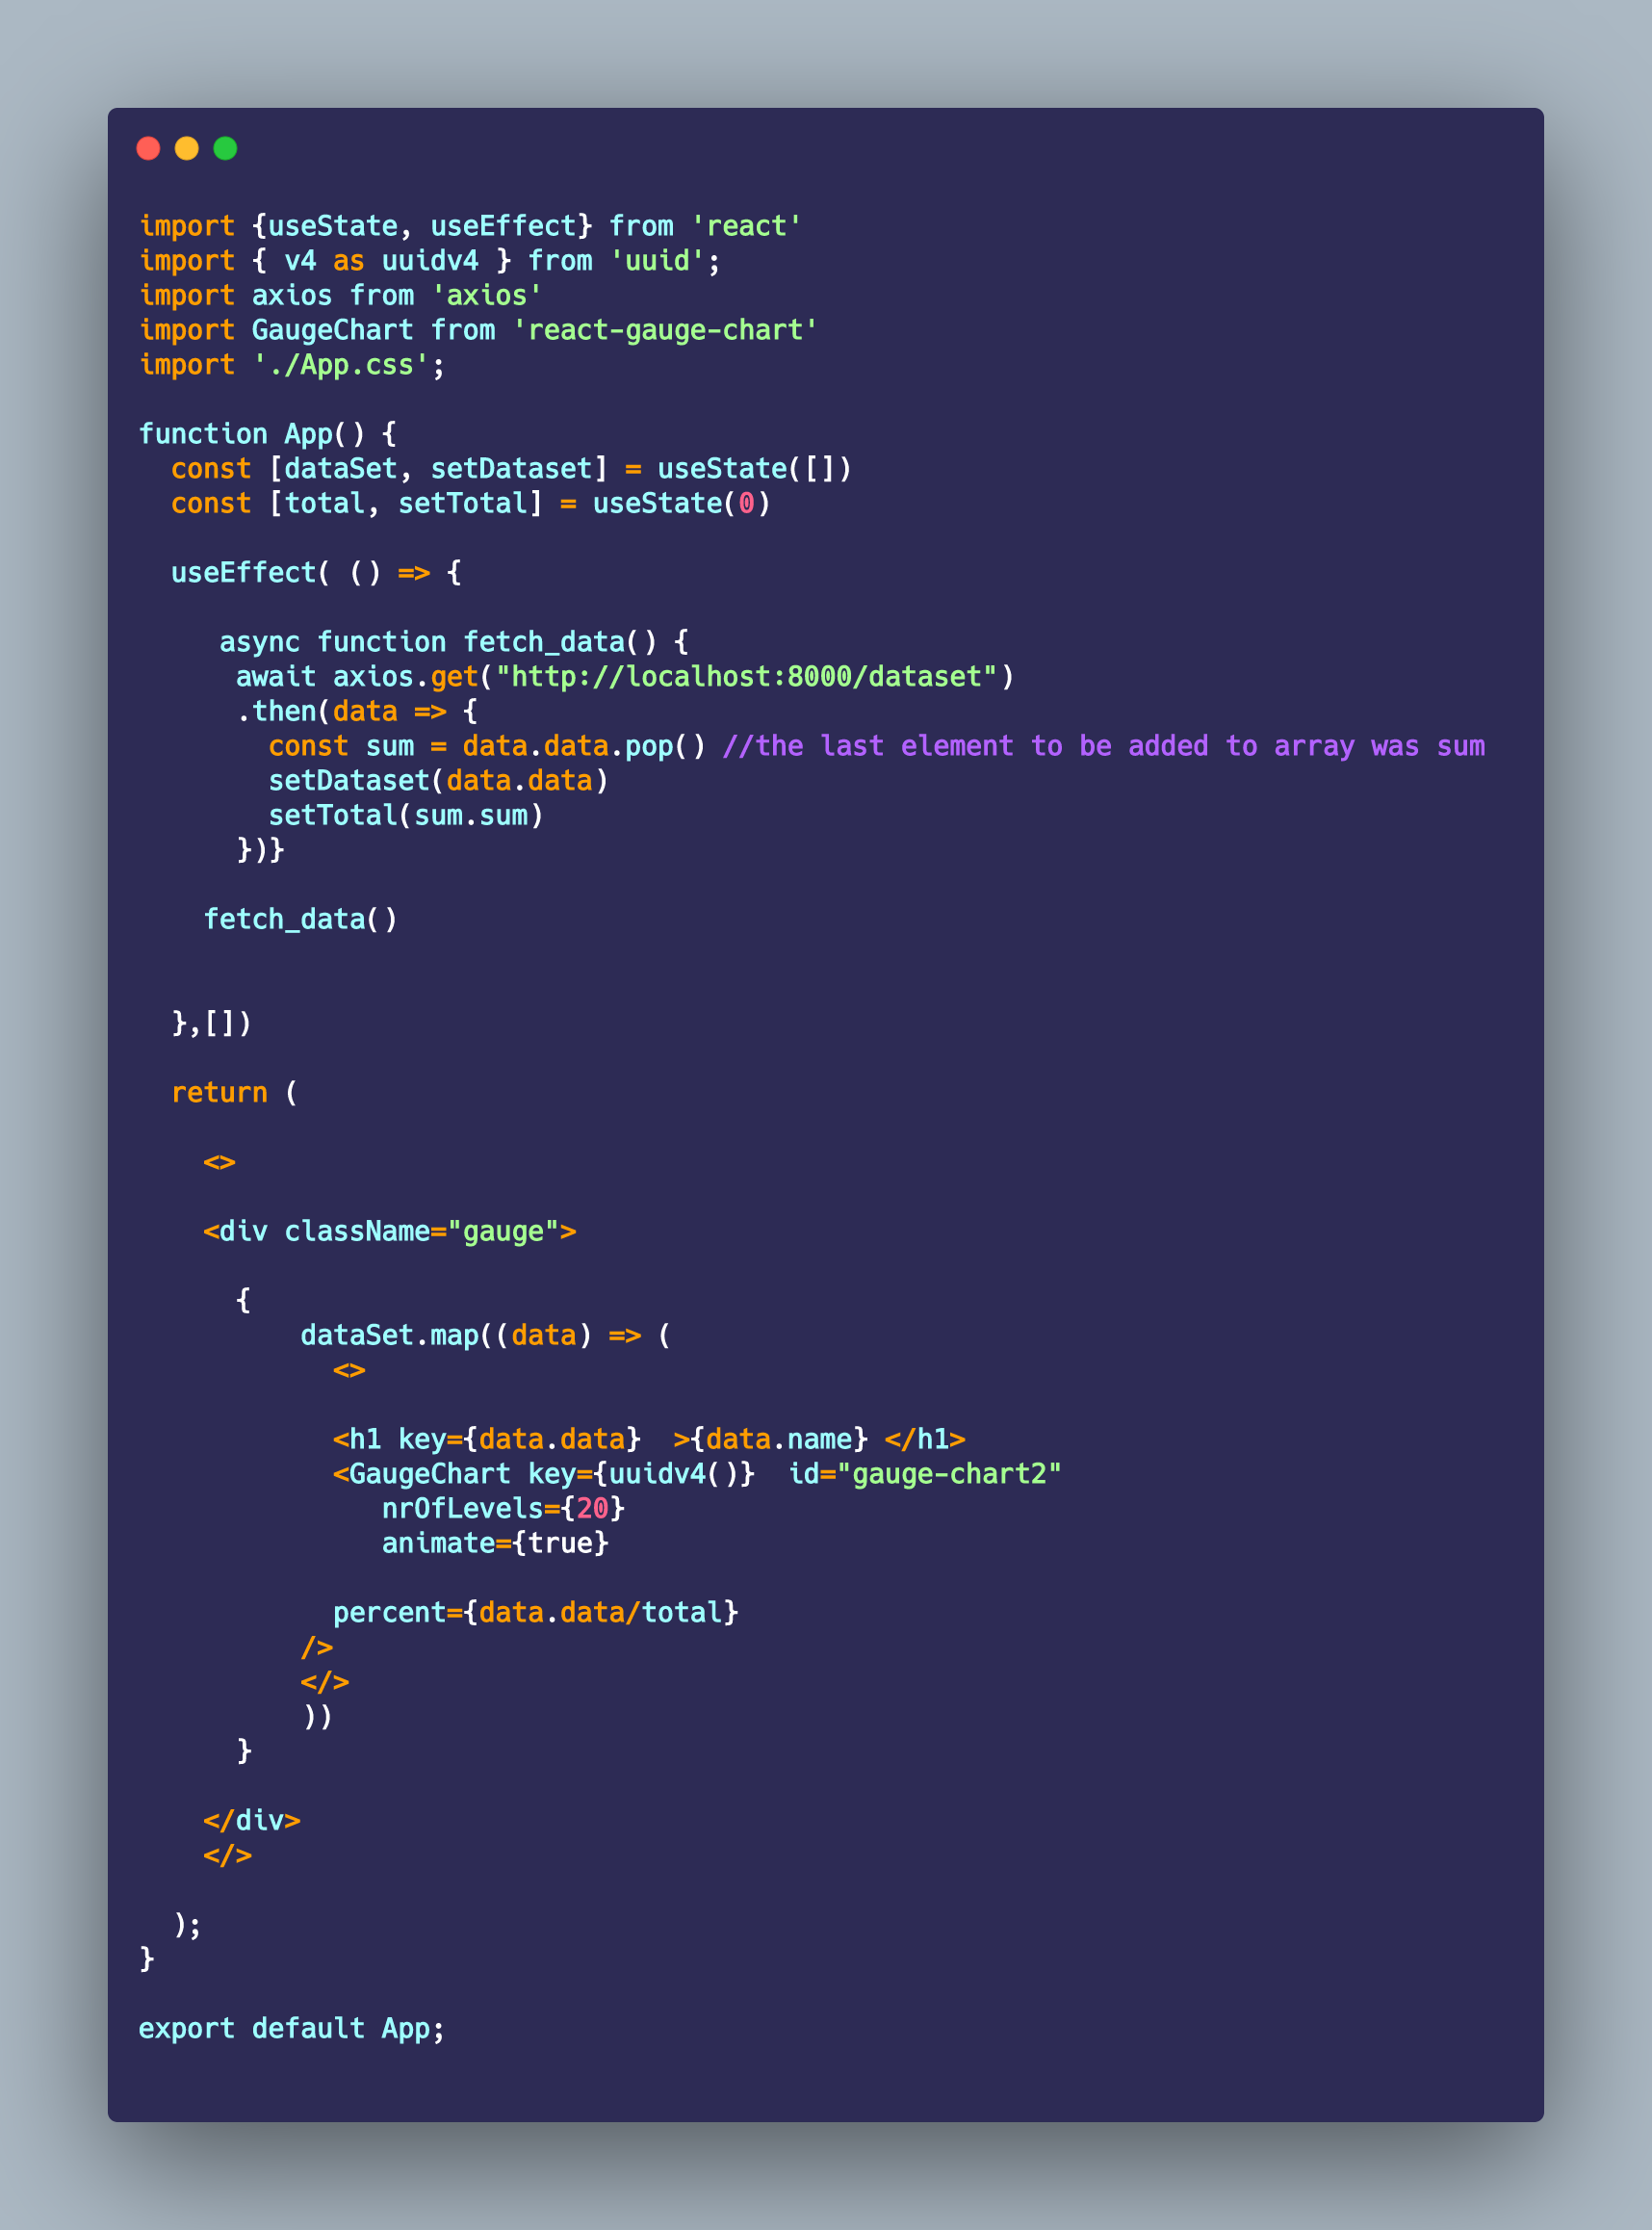 import {useState, useEffect} from 'react'
import { v4 as uuidv4 } from 'uuid';
import axios from 'axios'
import GaugeChart from 'react-gauge-chart'
import './App.css';

function App() {
  const [dataSet, setDataset] = useState([])
  const [total, setTotal] = useState(0)

  useEffect( () => {

     async function fetch_data() {
      await axios.get("http://localhost:8000/dataset")
      .then(data => {
        const sum = data.data.pop() //the last element to be added to array was sum
        setDataset(data.data)
        setTotal(sum.sum)
      })}

    fetch_data()


  },[])

  return (

    <>

    <div className="gauge">

      {
          dataSet.map((data) => (
            <>

            <h1 key={data.data}  >{data.name} </h1>
            <GaugeChart key={uuidv4()}  id="gauge-chart2"
               nrOfLevels={20}
               animate={true}

            percent={data.data/total}
          />
          </>
          ))
      }

    </div>
    </>

  );
}

export default App;